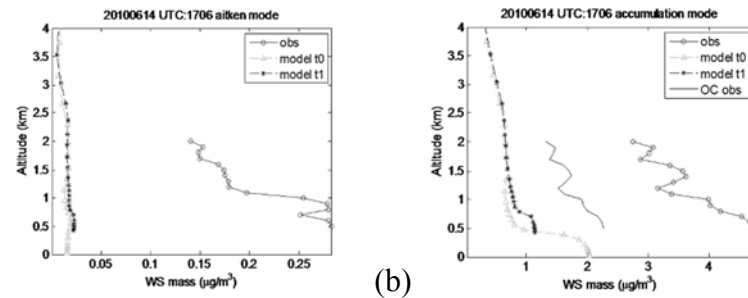 20100614 UTC:1706 aitken mode
4
3.5
3
2.5
2
1.5
1
0.5
0
Altitude (km)
obs
model t0
model t1
0.05
0.1
0.15
0.2
0.25
WS mass (μg/m³)
(b)
20100614 UTC:1706 accumulation mode
4
3.5
3
2.5
2
1.5
1
0.5
0
Altitude (km)
obs
model t0
model t1
OC obs
1
2
3
4
WS mass (μg/m³)